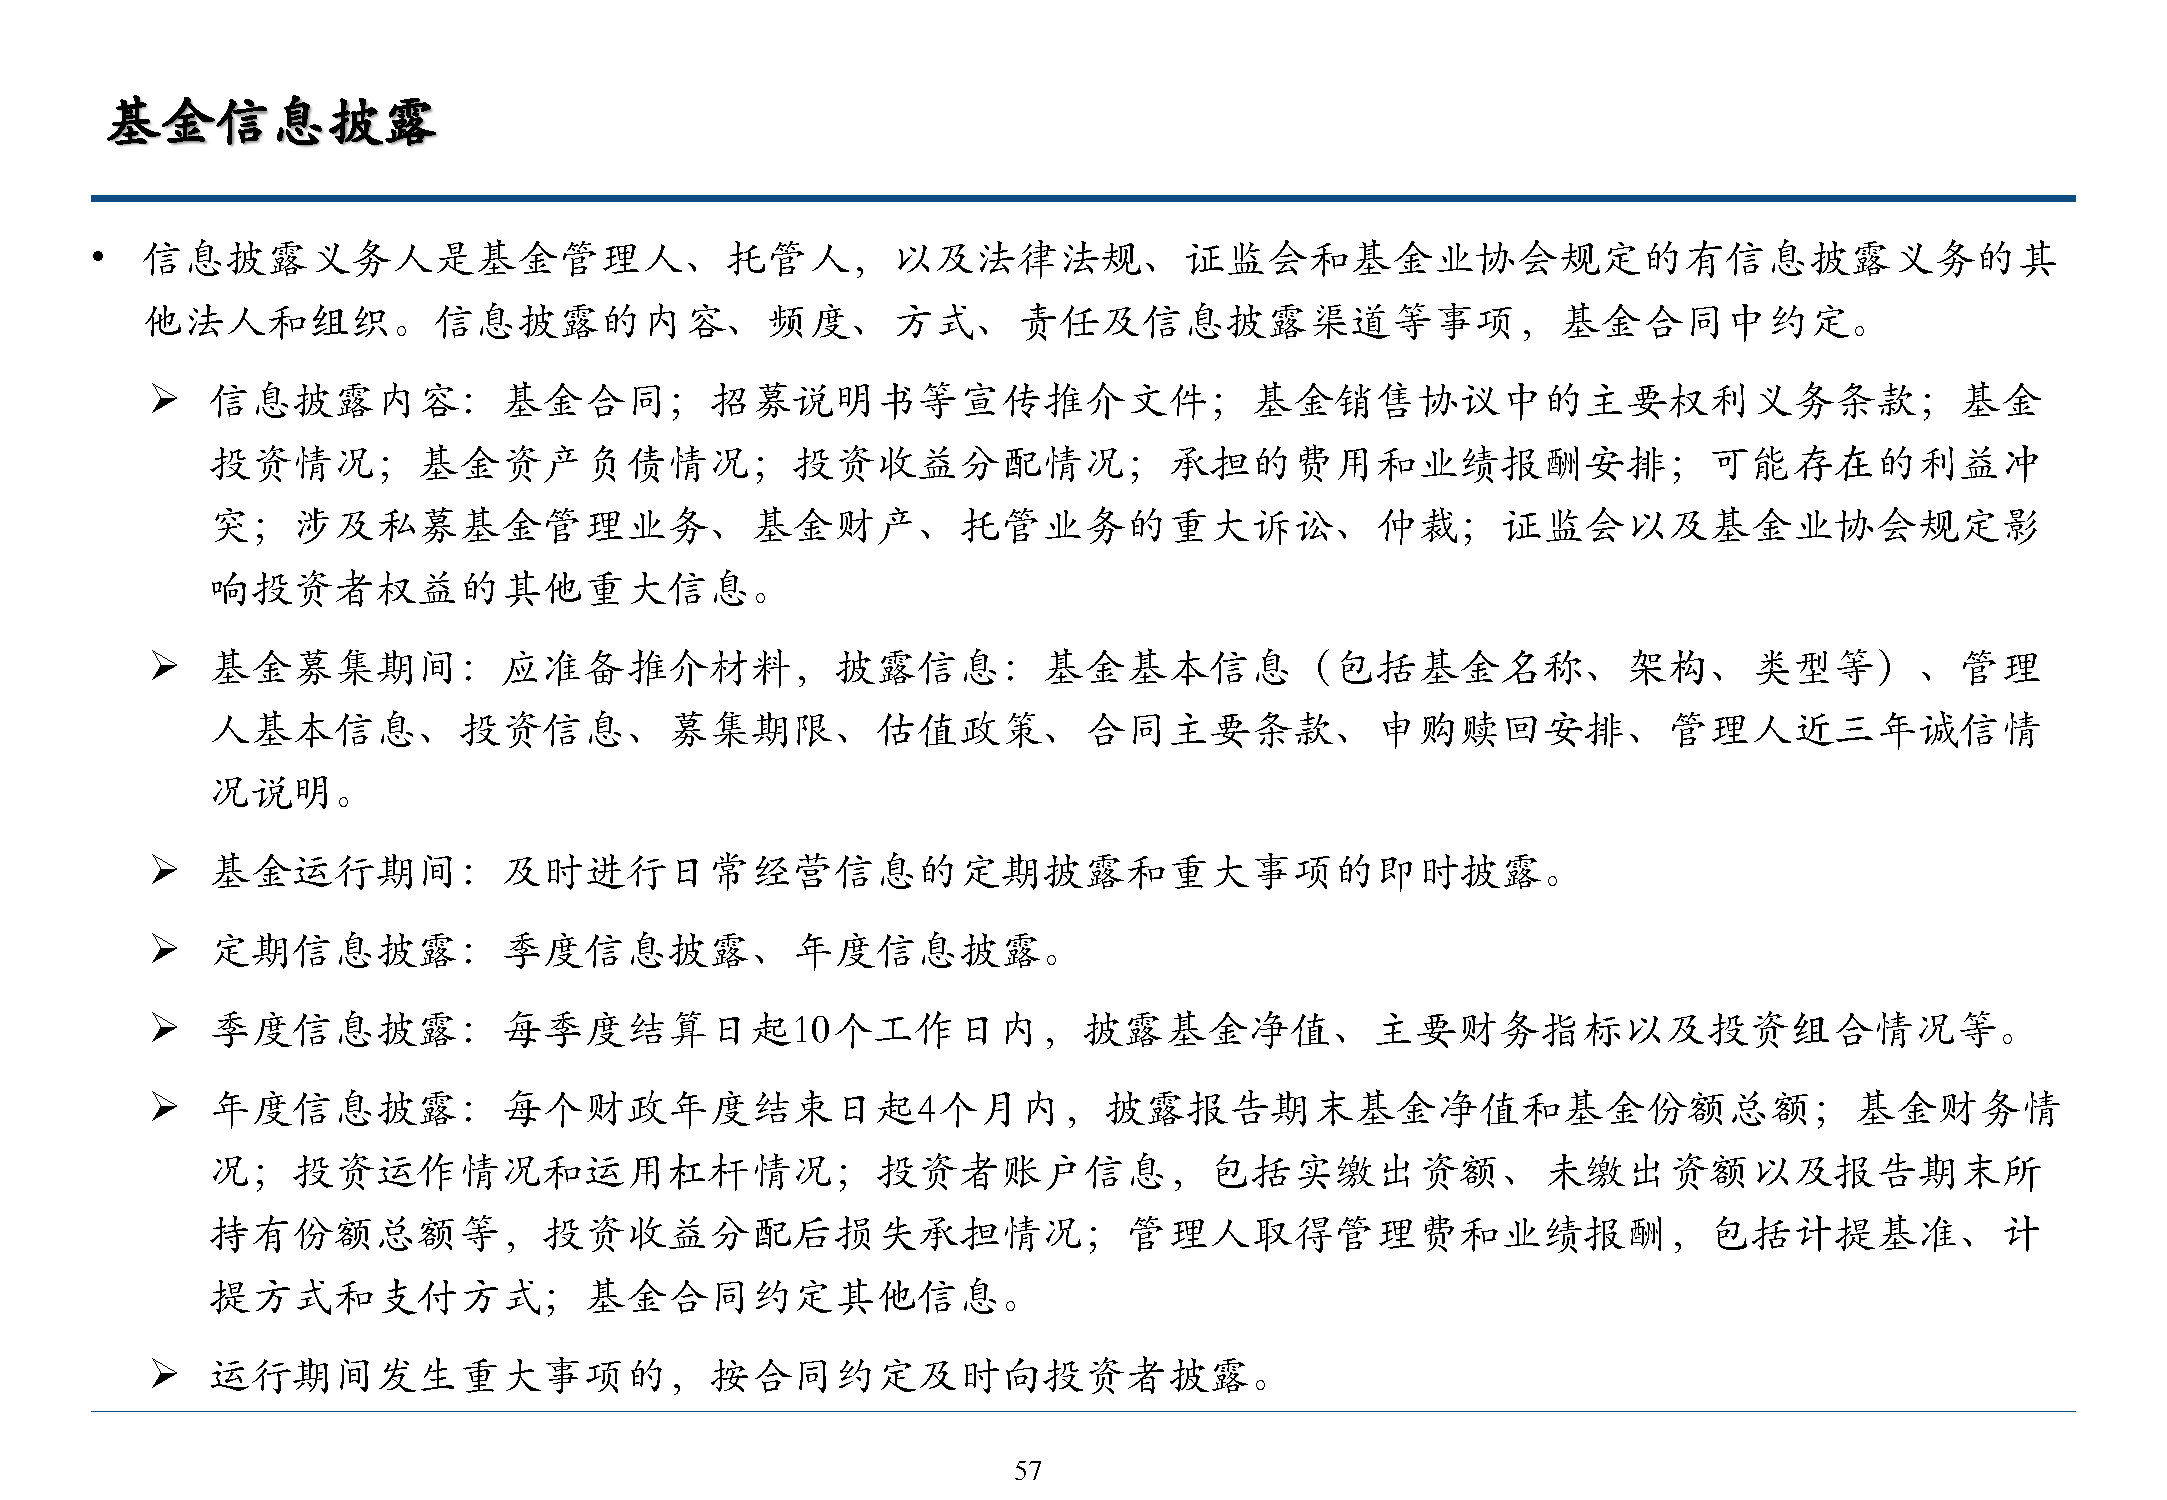 基金信息披露
• 信息披露义务人是基金管理人、托管人，以及法律法规、证监会和基金业协会规定的有信息披露义务的其
他法人和组织。信息披露的内容、频度、方式、责任及信息披露渠道等事项，基金合同中约定。
➢ 信息披露内容：基金合同；招募说明书等宣传推介文件；基金销售协议中的主要权利义务条款；基金
投资情况；基金资产负债情况；投资收益分配情况；承担的费用和业绩报酬安排；可能存在的利益冲
突；涉及私募基金管理业务、基金财产、托管业务的重大诉讼、仲裁；证监会以及基金业协会规定影
响投资者权益的其他重大信息。
➢ 基金募集期间：应准备推介材料，披露信息：基金基本信息（包括基金名称、架构、类型等）、管理
人基本信息、投资信息、募集期限、估值政策、合同主要条款、申购赎回安排、管理人近三年诚信情
况说明。
➢ 基金运行期间：及时进行日常经营信息的定期披露和重大事项的即时披露。
➢ 定期信息披露：季度信息披露、年度信息披露。
➢ 季度信息披露：每季度结算日起10个工作日内，披露基金净值、主要财务指标以及投资组合情况等。
➢ 年度信息披露：每个财政年度结束日起4个月内，披露报告期末基金净值和基金份额总额；基金财务情
况；投资运作情况和运用杠杆情况；投资者账户信息，包括实缴出资额、未缴出资额以及报告期末所
持有份额总额等，投资收益分配后损失承担情况；管理人取得管理费和业绩报酬，包括计提基准、计
提方式和支付方式；基金合同约定其他信息。
➢ 运行期间发生重大事项的，按合同约定及时向投资者披露。
57